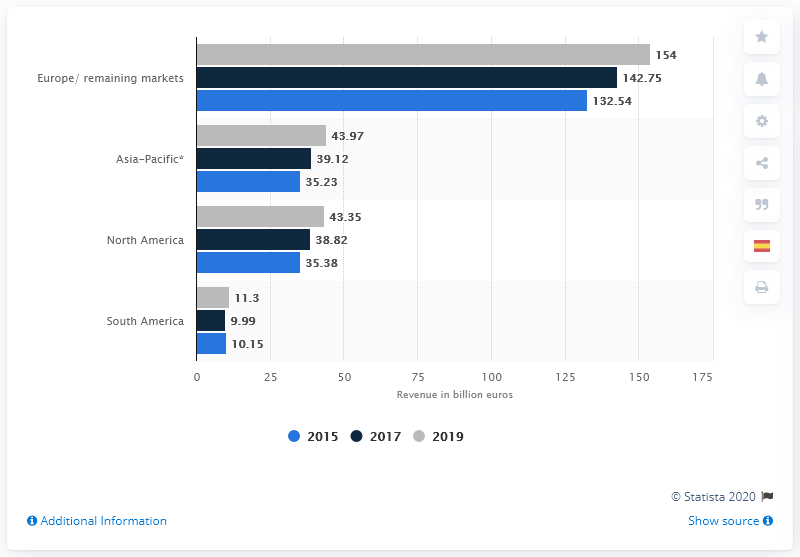 154
Europe/ remaining markets
142.75
132.54
43.97
Asia-Pacific*
39.12
35.23
43.35
North America
38.82
35.38
11.3
South America
9.99
10.15
0 25 50 75 100 125 150 175
Revenue in billion euros
2015 2017 2019
© Statista 2020
Additional Information
Show source